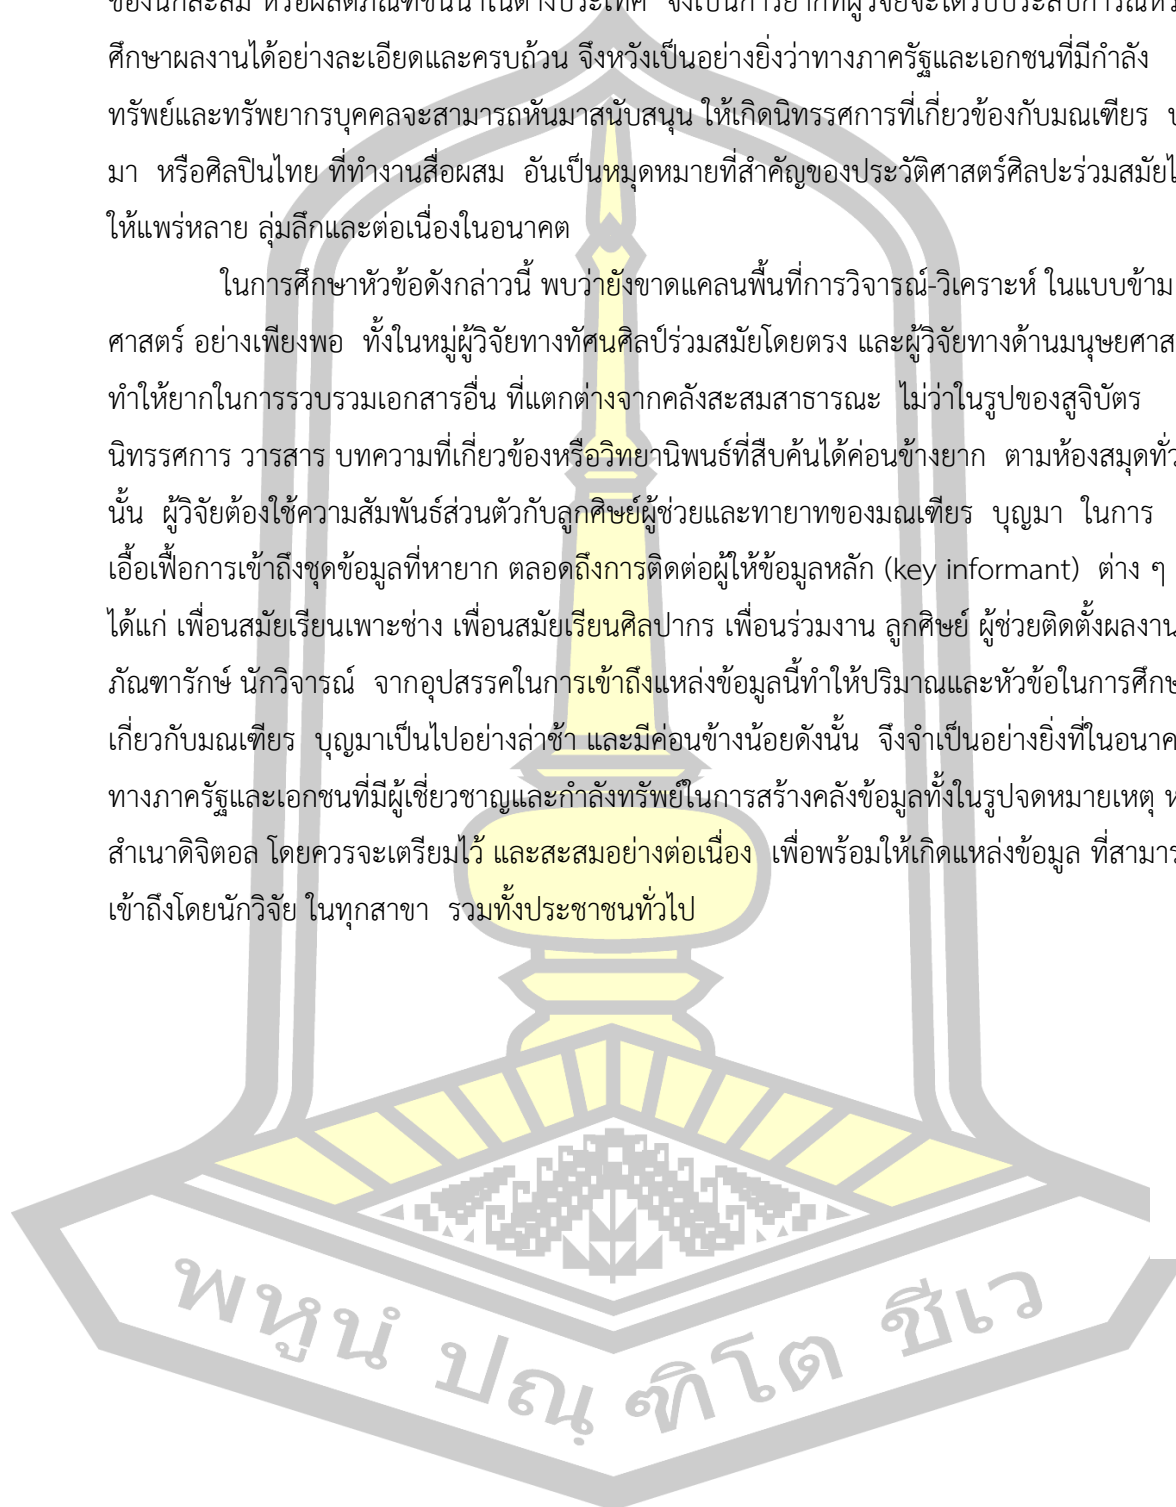 ศึกษาผลงานได้อย่างละเอียดและครบถ้วน จึงหวังเป็นอย่างยิ่งว่าทางภาครัฐและเอกชนที่มีกำลัง
ทรัพย์และทรัพยากรบุคคลจะสามารถหันมาสนับสนุน ให้เกิดนิทรรศการที่เกี่ยวข้องกับมณเฑียร
มา หรือศิลปินไทย ที่ทำงานสื่อผสม อันเป็นหมุดหมายที่สำคัญของประวัติศาสตร์ศิลปะร่วมสมัย
ให้แพร่หลาย ลุ่มลึกและต่อเนื่องในอนาคต
ในการศึกษาหัวข้อดังกล่าวนี้ พบว่ายังขาดแคลนพื้นที่การวิจารณ์-วิเคราะห์ ในแบบข้าม
ศาสตร์ อย่างเพียงพอ ทั้งในหมู่ผู้วิจัยทางทัศนศิลป์ร่วมสมัยโดยตรง และผู้วิจัยทางด้านมนุษยศาส
ทำให้ยากในการรวบรวมเอกสารอื่น ที่แตกต่างจากคลังสะสมสาธารณะ ไม่ว่าในรูปของสูจิบัตร
นิทรรศการ วารสาร บทความที่เกี่ยวข้องหรือวิทยานิพนธ์ที่สืบค้นได้ค่อนข้างยาก ตามห้องสมุดทั่ว
นั้น ผู้วิจัยต้องใช้ความสัมพันธ์ส่วนตัวกับลูกศิษย์ผู้ช่วยและทายาทของมณเฑียร บุญมา ในการ
เอื้อเฟื้อการเข้าถึงชุดข้อมูลที่หายาก ตลอดถึงการติดต่อผู้ให้ข้อมูลหลัก (key informant) ต่าง ๆ
ได้แก่ เพื่อนสมัยเรียนเพาะช่าง เพื่อนสมัยเรียนศิลปากร เพื่อนร่วมงาน ลูกศิษย์ ผู้ช่วยติดตั้งผลงาน
ภัณฑารักษ์ นักวิจารณ์ จากอุปสรรคในการเข้าถึงแหล่งข้อมูลนี้ทำให้ปริมาณและหัวข้อในการศึกษ
เกี่ยวกับมณเฑียร บุญมาเป็นไปอย่างล่าช้า และมีค่อนข้างน้อยดังนั้น จึงจำเป็นอย่างยิ่งที่ในอนาค
ทางภาครัฐและเอกชนที่มีผู้เชี่ยวชาญและกำลังทรัพย์ในการสร้างคลังข้อมูลทั้งในรูปจดหมายเหตุ
สำเนาดิจิตอล โดยควรจะเตรียมไว้ และสะสมอย่างต่อเนื่อง เพื่อพร้อมให้เกิดแหล่งข้อมูล ที่สามาร
เข้าถึงโดยนักวิจัย ในทุกสาขา รวมทั้งประชาชนทั่วไป
พหูนํ ปณฺฑิโต ชีเว